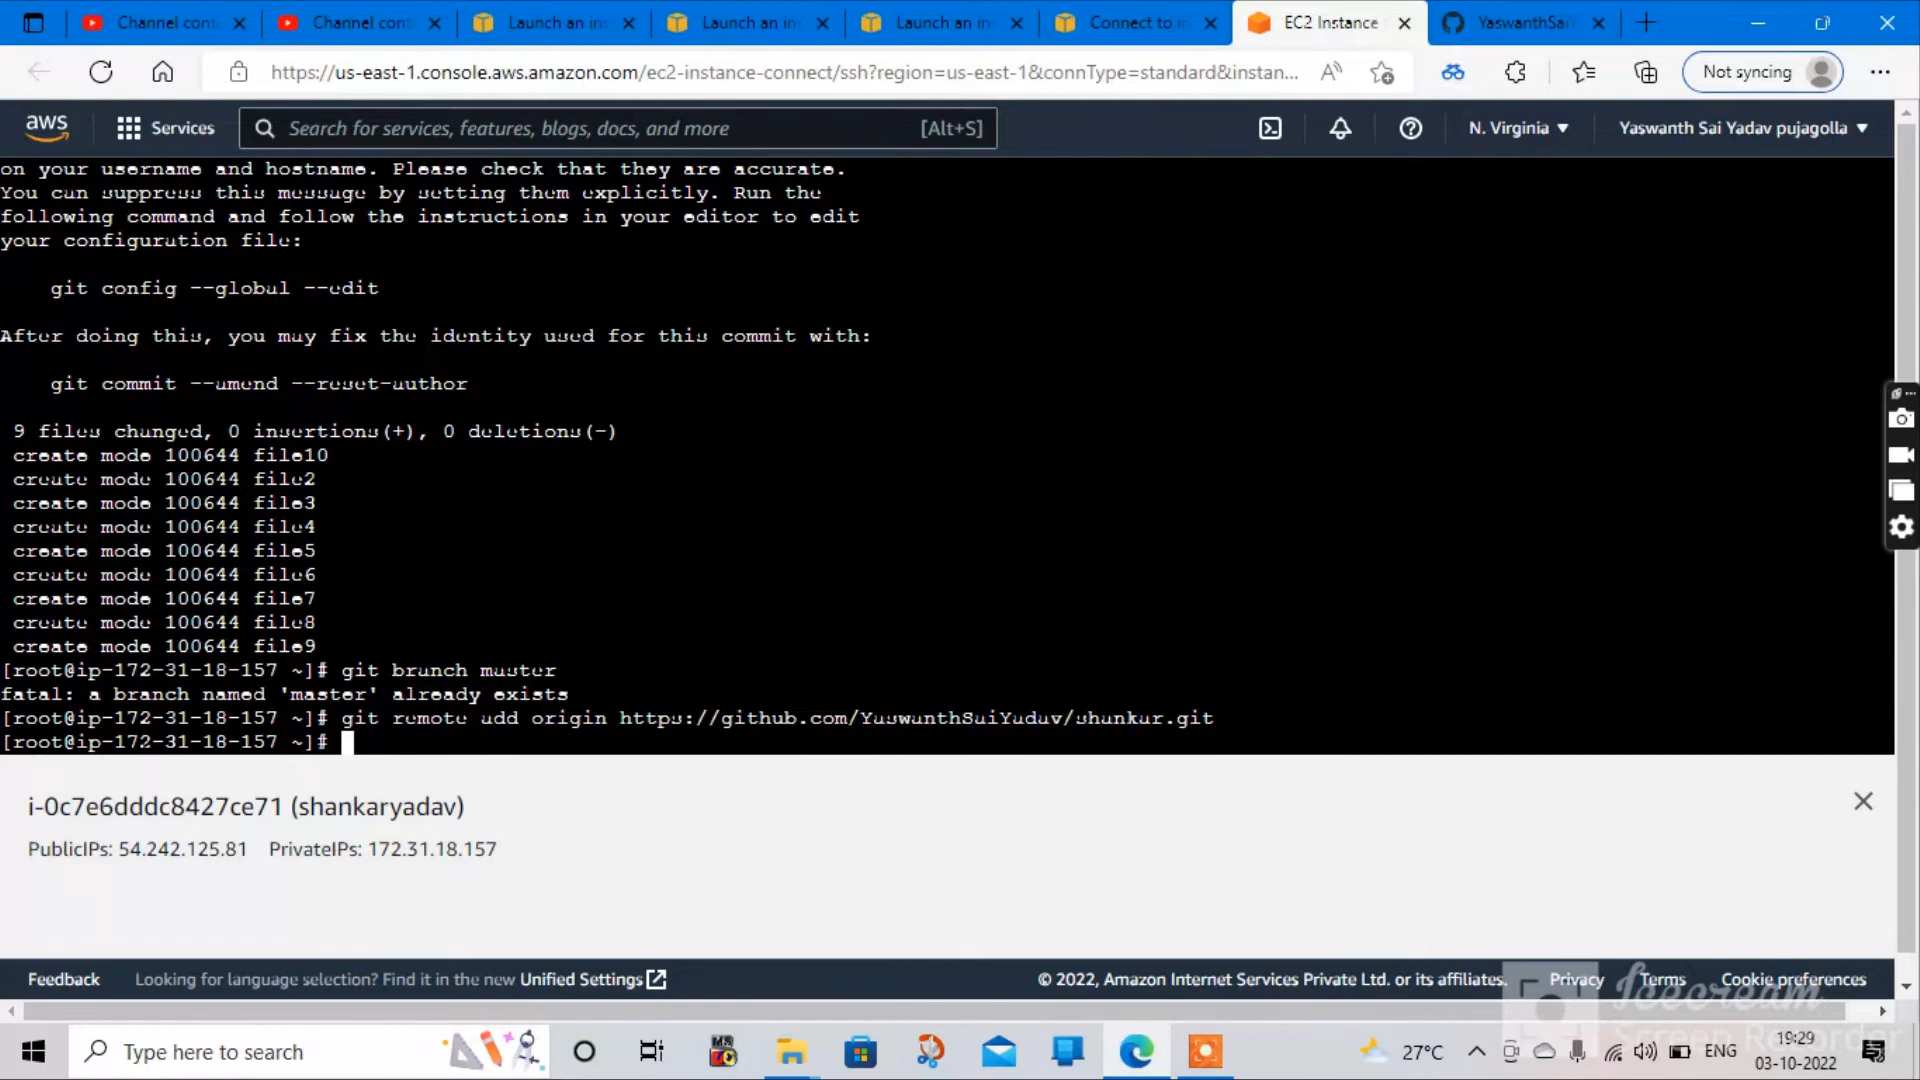 Channel cont
Channel cont
Launch an in
Launch an in
Launch an in
Connect to in
EC2 Instance
YaswanthSai
https://us-east-1.console.aws.amazon.com/ec2-instance-connect/ssh?region=us-east-1&connType=standard&instan...
Not syncing
aws
Services
Search for services, features, blogs, docs, and more
[Alt+S]
N. Virginia
Yaswanth Sai Yadav pujagolla
on your username and hostname. Please check that they are accurate.
You can suppress this message by setting them explicitly. Run the
following command and follow the instructions in your editor to edit
your configuration file:
git config --global --edit
After doing this, you may fix the identity used for this commit with:
git commit --amend --reset-author
9 files changed, 0 insertions(+), 0 deletions(-)
create mode 100644 file10
create mode 100644 file2
create mode 100644 file3
create mode 100644 file4
create mode 100644 file5
create mode 100644 file6
create mode 100644 file7
create mode 100644 file8
create mode 100644 file9
[root@ip-172-31-18-157 ~]# git branch master
fatal: a branch named 'master' already exists
[root@ip-172-31-18-157 ~]# git remote add origin https://github.com/YaswanthSaiYadav/shankar.git
[root@ip-172-31-18-157 ~]#
i-0c7e6dddc8427ce71 (shankaryadav)
PublicIPs: 54.242.125.81 PrivateIPs: 172.31.18.157
Feedback
Looking for language selection? Find it in the new Unified Settings
© 2022, Amazon Internet Services Private Ltd. or its affiliates.
Privacy
Terms
Cookie preferences
Icecream
Screen Recorder
Type here to search
27°C
ENG
19:29
03-10-2022